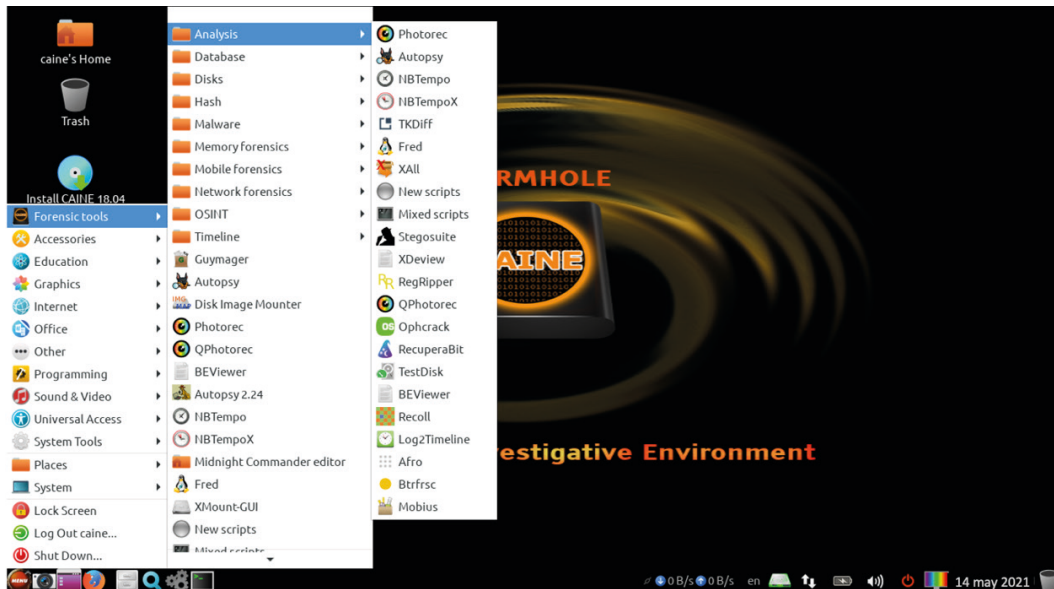 caine's Home
Trash
Install CAINE 18.04
Forensic tools
Accessories
Education
Graphics
Internet
Office
Other
Programming
Sound & Video
Universal Access
System Tools
Places
System
Lock Screen
Log Out caine...
Shut Down...
Analysis
Database
Disks
Hash
Malware
Memory forensics
Mobile forensics
Network forensics
OSINT
Timeline
Guymager
Autopsy
Disk Image Mounter
Photorec
QPhotorec
BEViewer
Autopsy 2.24
NBTempo
NBTempoX
Midnight Commander editor
Fred
XMount-GUI
New scripts
Mixed scripts
Photorec
Autopsy
NBTempo
NBTempoX
TKDiff
Fred
XAll
New scripts
Mixed scripts
Stegosuite
XDeview
RegRipper
QPhotorec
Ophcrack
RecuperaBit
TestDisk
BEViewer
Recoll
Log2Timeline
Afro
Btrfrsc
Mobius
RMHOLE
AINE
estigative Environment
MENU
0 B/s 0 B/s en 14 may 2021